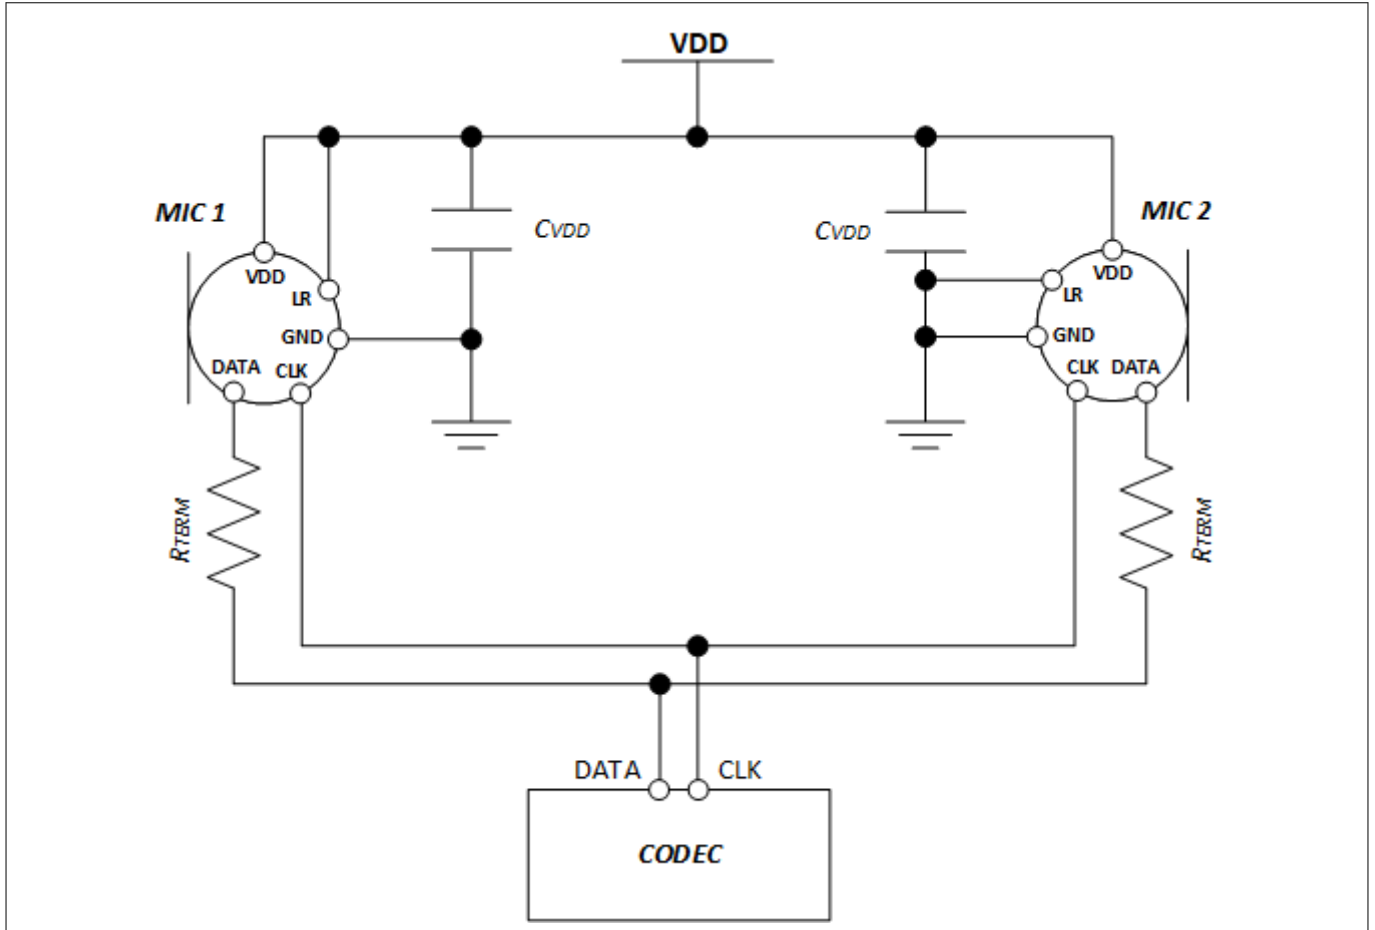 VDD
MIC 1
CVDD
CVDD
MIC 2
VDD
LR
GND
DATA
CLK
VDD
LR
GND
CLK
DATA
RTERM
RTERM
DATA
CLK
CODEC